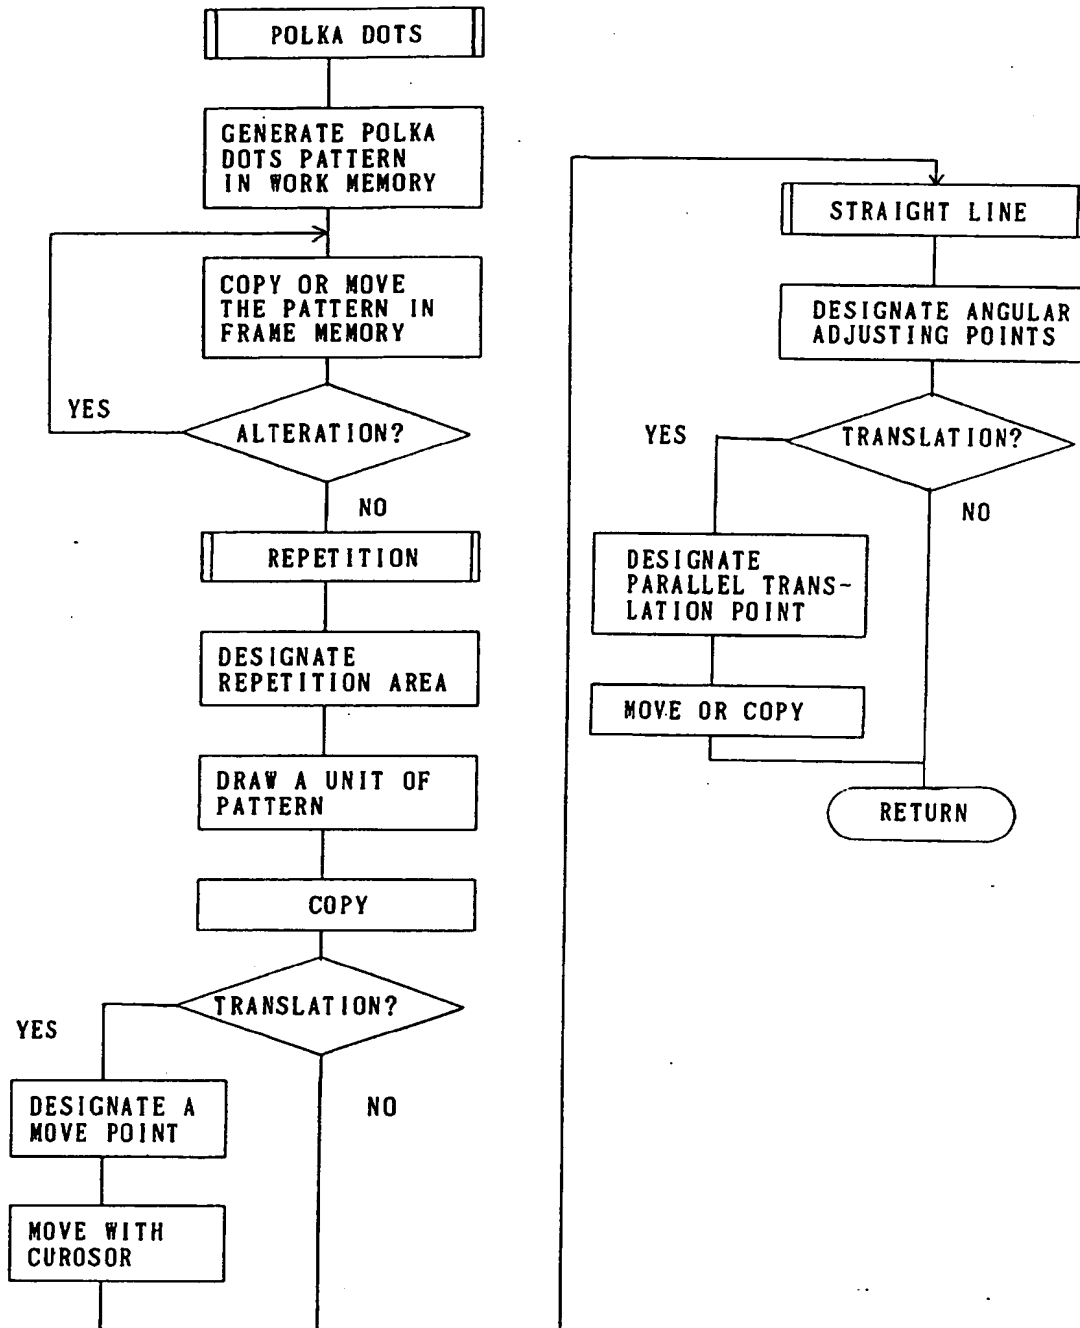 POLKA DOTS
GENERATE POLKA
DOTS PATTERN
IN WORK MEMORY
COPY OR MOVE
THE PATTERN IN
FRAME MEMORY
YES
ALTERATION?
NO
REPETITION
DESIGNATE
REPETITION AREA
DRAW A UNIT OF
PATTERN
COPY
TRANSLATION?
YES
NO
DESIGNATE A
MOVE POINT
MOVE WITH
CUROSOR
STRAIGHT LINE
DESIGNATE ANGULAR
ADJUSTING POINTS
YES
TRANSLATION?
NO
DESIGNATE
PARALLEL TRANS-
LATION POINT
MOVE OR COPY
RETURN